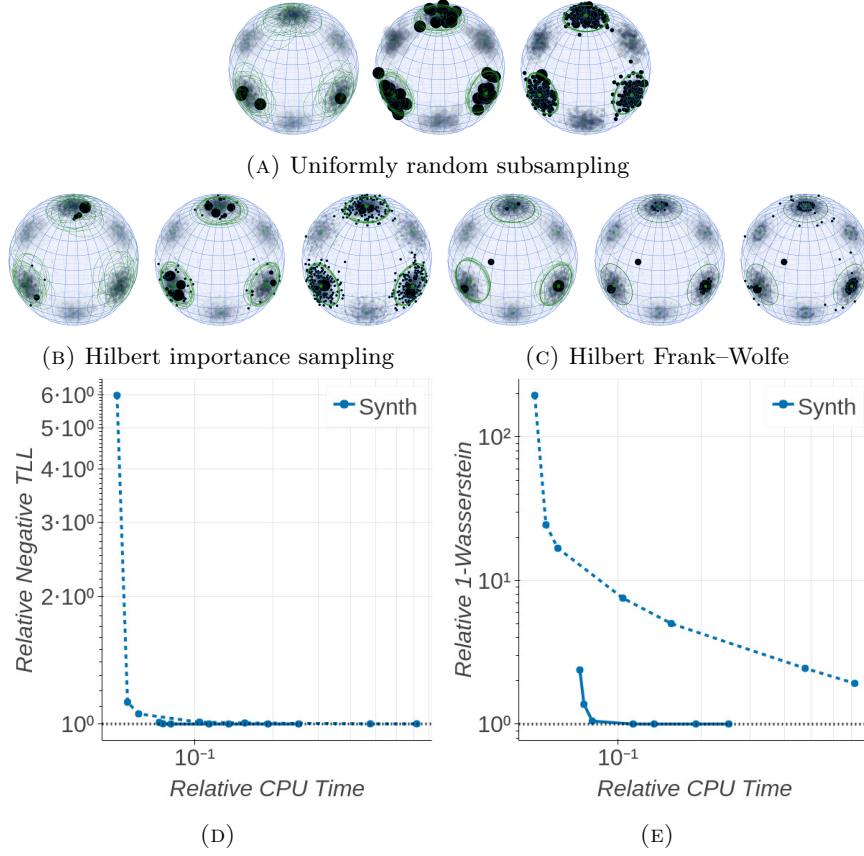 (A) Uniformly random subsampling
(B) Hilbert importance sampling
(C) Hilbert Frank–Wolfe
6·10⁰
5·10⁰
4·10⁰
3·10⁰
2·10⁰
10⁰
Relative Negative TLL
Synth
10⁻¹
Relative CPU Time
(D)
10²
10¹
10⁰
Relative 1-Wasserstein
Synth
10⁻¹
Relative CPU Time
(E)